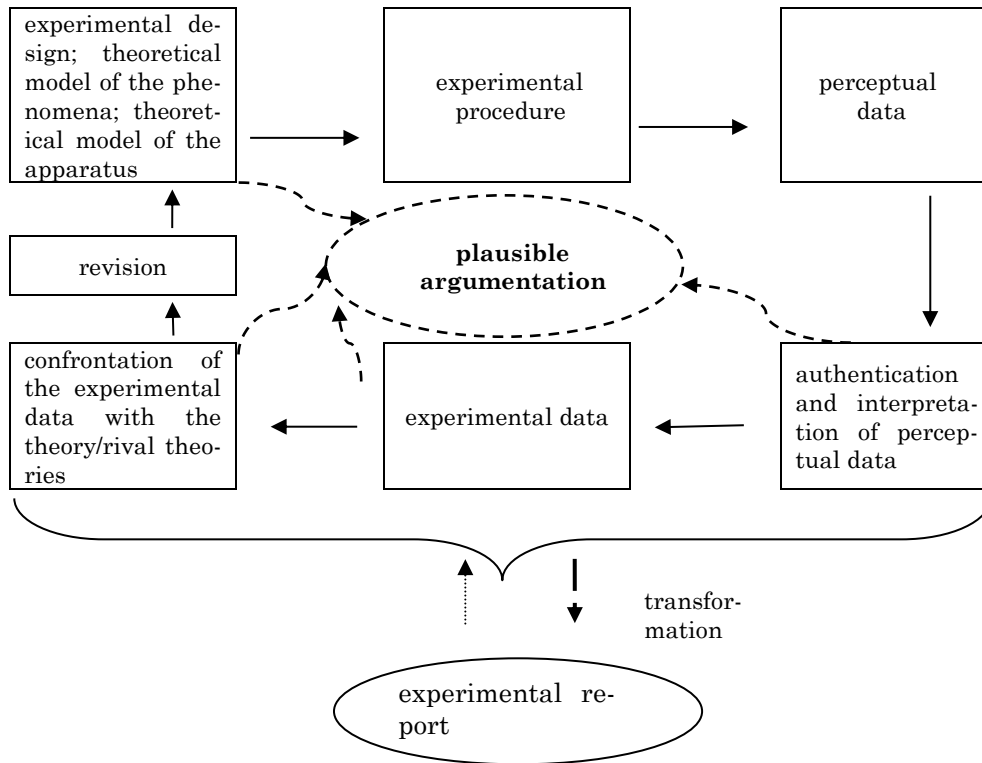 experimental de-
sign; theoretical
model of the phe-
nomena; theoret-
ical model of the
apparatus
experimental
procedure
perceptual
data
plausible
argumentation
revision
confrontation of
the experimental
data with the
theory/rival theo-
ries
experimental data
authentication
and interpreta-
tion of percep-
tual data
transfor-
mation
experimental re-
port